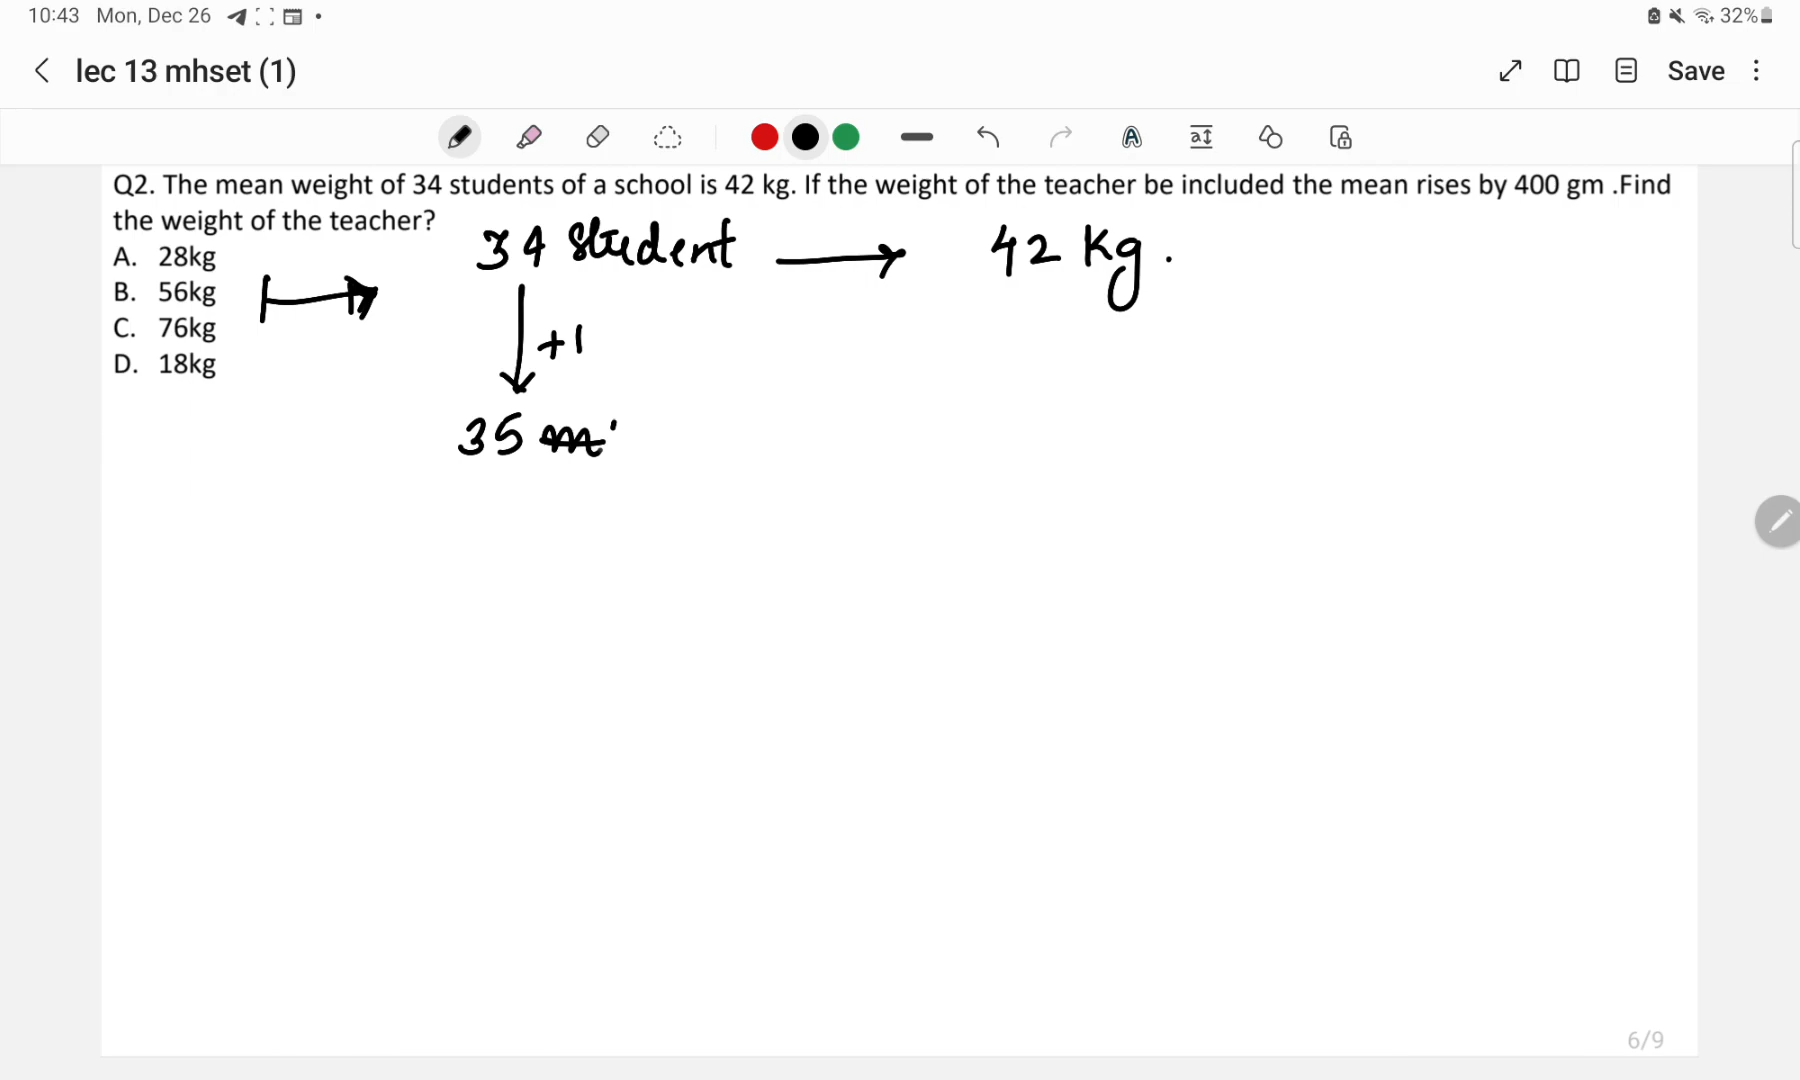 10:43 Mon, Dec 26
32%
lec 13 mhset (1)
Save
Q2. The mean weight of 34 students of a school is 42 kg. If the weight of the teacher be included the mean rises by 400 gm .Find
the weight of the teacher?
A. 28kg
B. 56kg
C. 76kg
D. 18kg
34 student → 42 kg.
+1
35
6/9